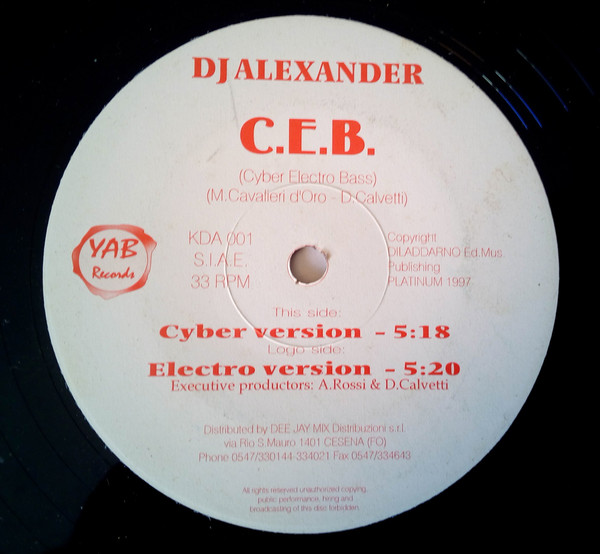 DJ ALEXANDER
C.E.B.
(Cyber Electro Bass)
(M.Cavalieri d'Oro - D.Calvetti)
YAB
Records
KDA 001
S.I.A.E.
33 RPM
Copyright
DILADDARNO Ed.Mus.
Publishing
PLATINUM 1997
This side:
Cyber version - 5:18
Logo side:
Electro version - 5:20
Executive productors: A.Rossi & D.Calvetti
Distributed by DEE JAY MIX Distribuzioni s.r.l.
via Rio S.Mauro 1401 CESENA (FO)
Phone 0547/330144-334021 Fax 0547/334643
All rights reserved unauthorized copying,
public performance, hiring and
broadcasting of this disc forbidden.